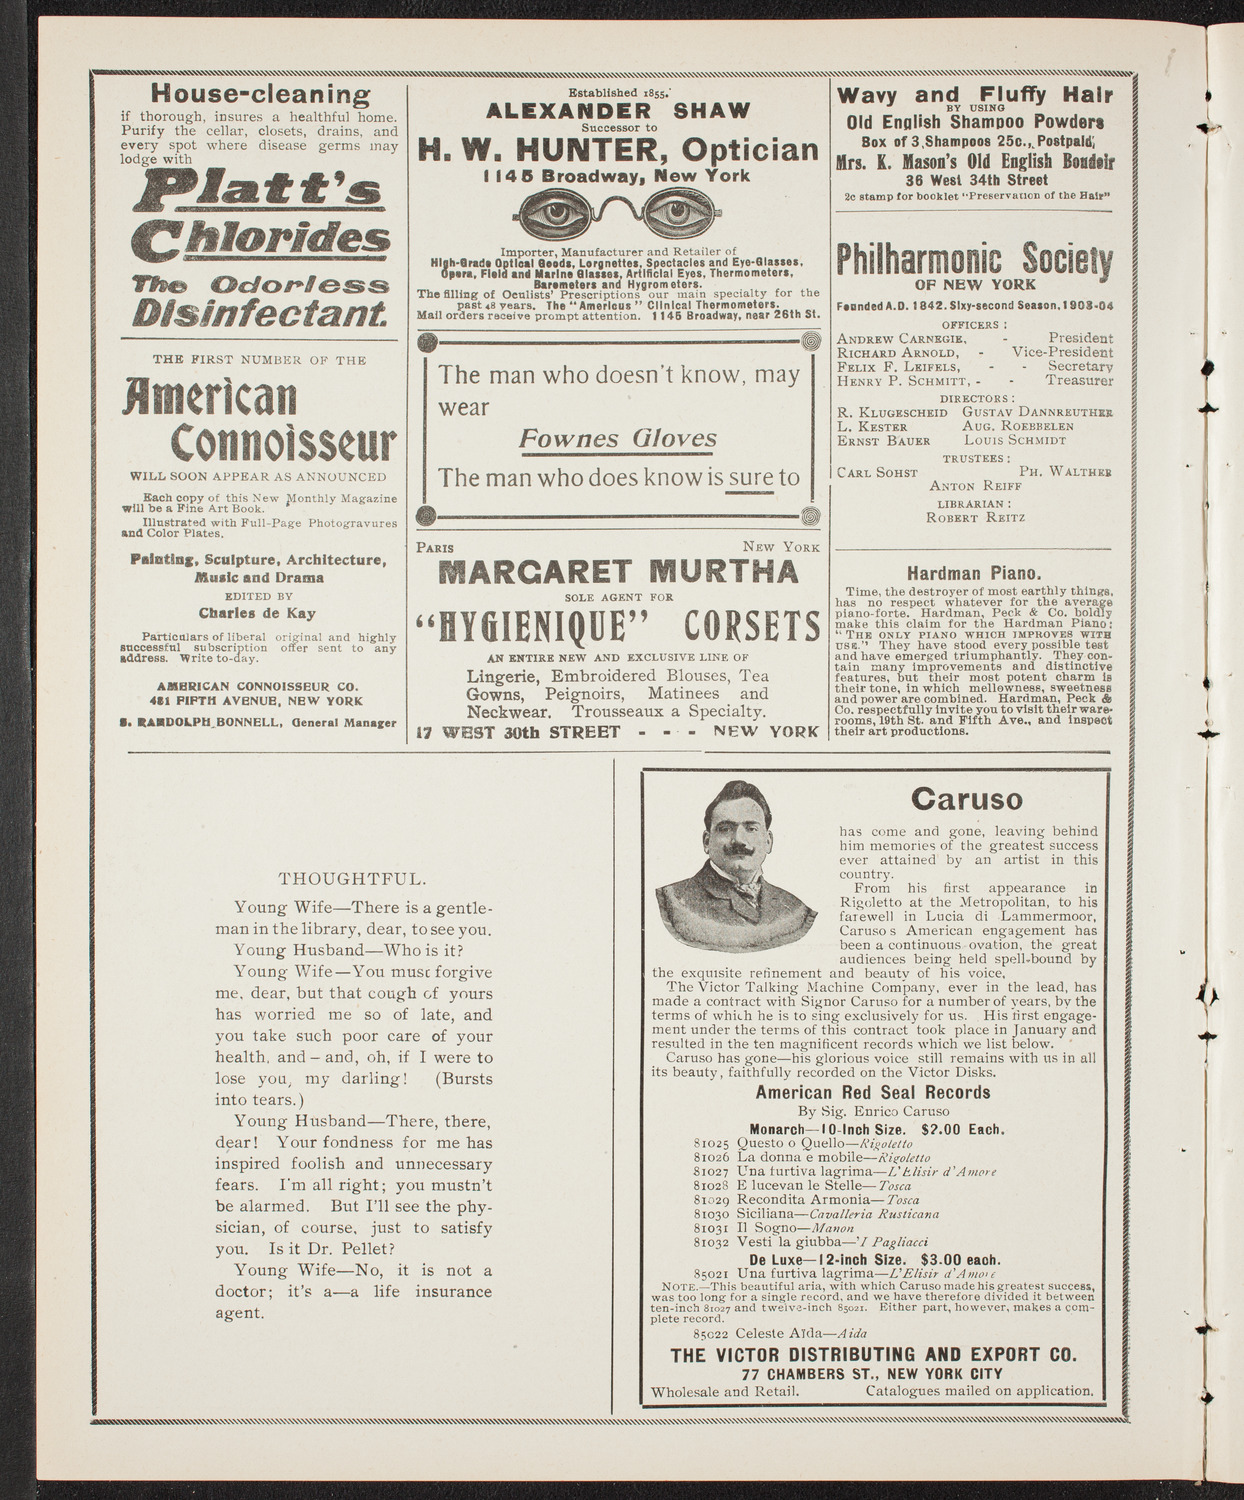 House-cleaning
if thorough, insures a healthful home.
Purify the cellar, closets, drains, and
every spot where disease germs may
lodge with
Platt's
Chlorides
The Odorless
Disinfectant.
THE FIRST NUMBER OF THE
American
Connoisseur
WILL SOON APPEAR AS ANNOUNCED
Each copy of this New Monthly Magazine
will be a Fine Art Book.
Illustrated with Full-Page Photogravures
and Color Plates.
Painting, Sculpture, Architecture,
Music and Drama
EDITED BY
Charles de Kay
Particulars of liberal original and highly
successful subscription offer sent to any
address. Write to-day.
AMERICAN CONNOISSEUR CO.
481 FIFTH AVENUE, NEW YORK
S. RANDOLPH BONNELL, General Manager
Established 1855.
ALEXANDER SHAW
Successor to
H. W. HUNTER, Optician
1145 Broadway, New York
Importer, Manufacturer and Retailer of
High-Grade Optical Goods, Lorgnettes, Spectacles and Eye-Glasses,
Opera, Field and Marine Glasses, Artificial Eyes, Thermometers,
Barometers and Hygrometers.
The filling of Oculists' Prescriptions our main specialty for the
past 48 years. The "Americus" Clinical Thermometers.
Mail orders receive prompt attention. 1145 Broadway, near 26th St.
The man who doesn't know, may
wear
Fownes Gloves
The man who does know is sure to
PARIS NEW YORK
MARGARET MURTHA
SOLE AGENT FOR
"HYGIENIQUE" CORSETS
AN ENTIRE NEW AND EXCLUSIVE LINE OF
Lingerie, Embroidered Blouses, Tea
Gowns, Peignoirs, Matinees and
Neckwear. Trousseaux a Specialty.
17 WEST 30th STREET - - - NEW YORK
Wavy and Fluffy Hair
BY USING
Old English Shampoo Powders
Box of 3 Shampoos 25c., Postpaid;
Mrs. K. Mason's Old English Boudoir
36 West 34th Street
2c stamp for booklet "Preservation of the Hair"
Philharmonic Society
OF NEW YORK
Founded A.D. 1842. Sixy-second Season, 1903-04
OFFICERS :
ANDREW CARNEGIE, - President
RICHARD ARNOLD, - Vice-President
FELIX F. LEIFELS, - - Secretary
HENRY P. SCHMITT, - - Treasurer
DIRECTORS :
R. KLUGESCHEID GUSTAV DANNREUTHER
L. KESTER AUG. ROEBBELEN
ERNST BAUER LOUIS SCHMIDT
TRUSTEES :
CARL SOHST PH. WALTHER
ANTON REIFF
LIBRARIAN :
ROBERT REITZ
Hardman Piano.
Time, the destroyer of most earthly things,
has no respect whatever for the average
piano-forte. Hardman, Peck & Co. boldly
make this claim for the Hardman Piano;
"THE ONLY PIANO WHICH IMPROVES WITH
USE." They have stood every possible test
and have emerged triumphantly. They con-
tain many improvements and distinctive
features, but their most potent charm is
their tone, in which mellowness, sweetness
and power are combined. Hardman, Peck &
Co. respectfully invite you to visit their ware-
rooms, 19th St. and Fifth Ave., and inspect
their art productions.
THOUGHTFUL.
Young Wife—There is a gentle-
man in the library, dear, to see you.
Young Husband—Who is it?
Young Wife—You must forgive
me, dear, but that cough of yours
has worried me so of late, and
you take such poor care of your
health, and – and, oh, if I were to
lose you, my darling! (Bursts
into tears.)
Young Husband—There, there,
dear! Your fondness for me has
inspired foolish and unnecessary
fears. I'm all right; you mustn't
be alarmed. But I'll see the phy-
sician, of course, just to satisfy
you. Is it Dr. Pellet?
Young Wife—No, it is not a
doctor; it's a—a life insurance
agent.
Caruso
has come and gone, leaving behind
him memories of the greatest success
ever attained by an artist in this
country.
From his first appearance in
Rigoletto at the Metropolitan, to his
farewell in Lucia di Lammermoor,
Caruso s American engagement has
been a continuous ovation, the great
audiences being held spell-bound by
the exquisite refinement and beauty of his voice,
The Victor Talking Machine Company, ever in the lead, has
made a contract with Signor Caruso for a number of years, by the
terms of which he is to sing exclusively for us. His first engage-
ment under the terms of this contract took place in January and
resulted in the ten magnificent records which we list below.
Caruso has gone—his glorious voice still remains with us in all
its beauty, faithfully recorded on the Victor Disks.
American Red Seal Records
By Sig. Enrico Caruso
Monarch—10-Inch Size. $2.00 Each.
81025 Questo o Quello—Rigoletto
81026 La donna e mobile—Rigoletto
81027 Una furtiva lagrima—L'Elisir d'Amore
81028 E lucevan le Stelle—Tosca
81029 Recondita Armonia—Tosca
81030 Siciliana—Cavalleria Rusticana
81031 Il Sogno—Manon
81032 Vesti la giubba—'I Pagliacci
De Luxe—12-inch Size. $3.00 each.
85021 Una furtiva lagrima—L'Elisir d'Amore
NOTE.—This beautiful aria, with which Caruso made his greatest success,
was too long for a single record, and we have therefore divided it between
ten-inch 81027 and twelve-inch 85021. Either part, however, makes a com-
plete record.
85022 Celeste Aïda—Aida
THE VICTOR DISTRIBUTING AND EXPORT CO.
77 CHAMBERS ST., NEW YORK CITY
Wholesale and Retail. Catalogues mailed on application.